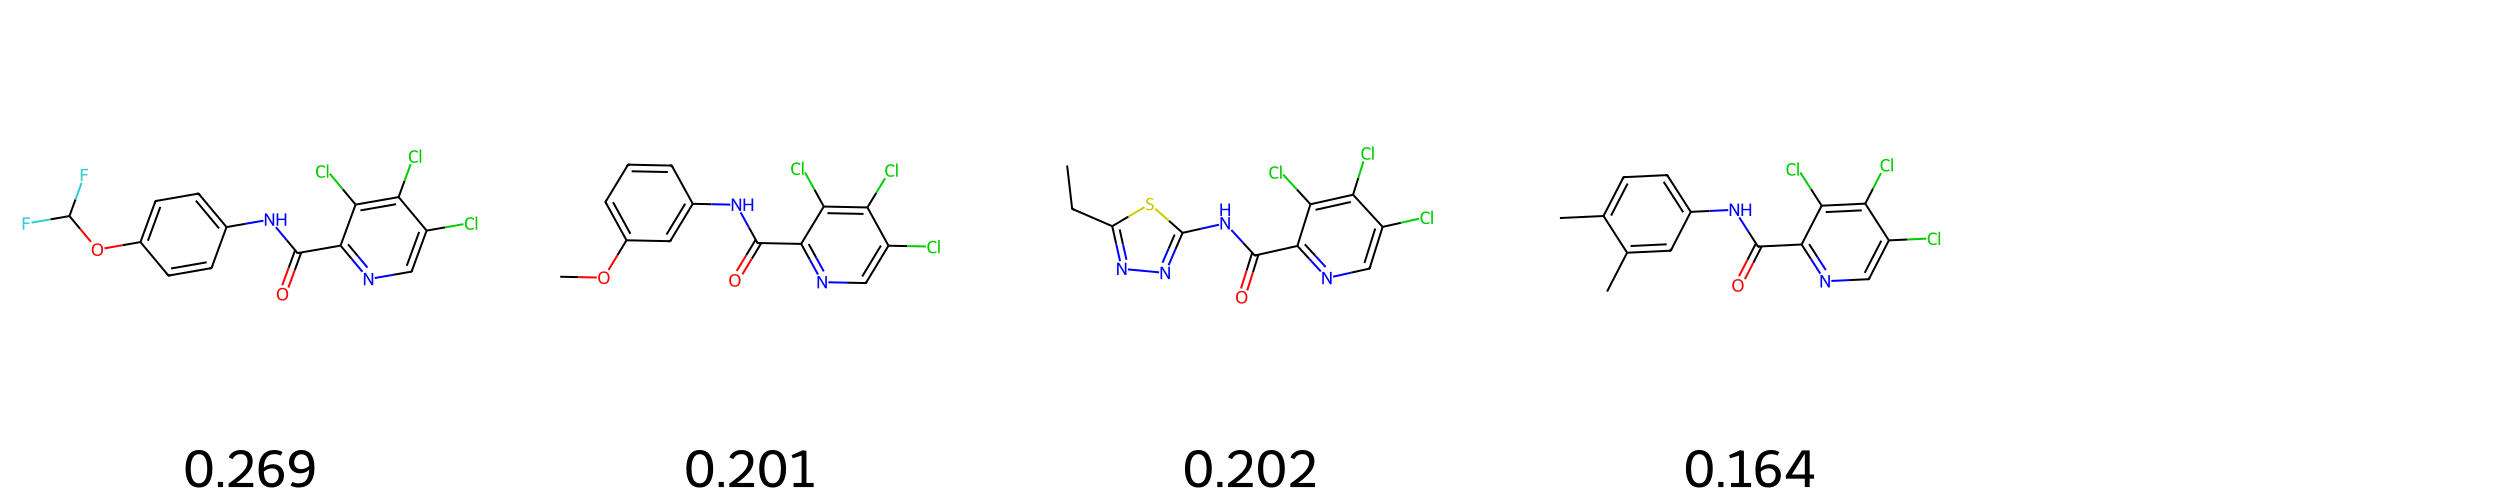 F F O NH O Cl Cl Cl N
O NH O Cl Cl Cl N
S N N NH O Cl Cl Cl N
NH O Cl Cl Cl N
0.269 0.201 0.202 0.164